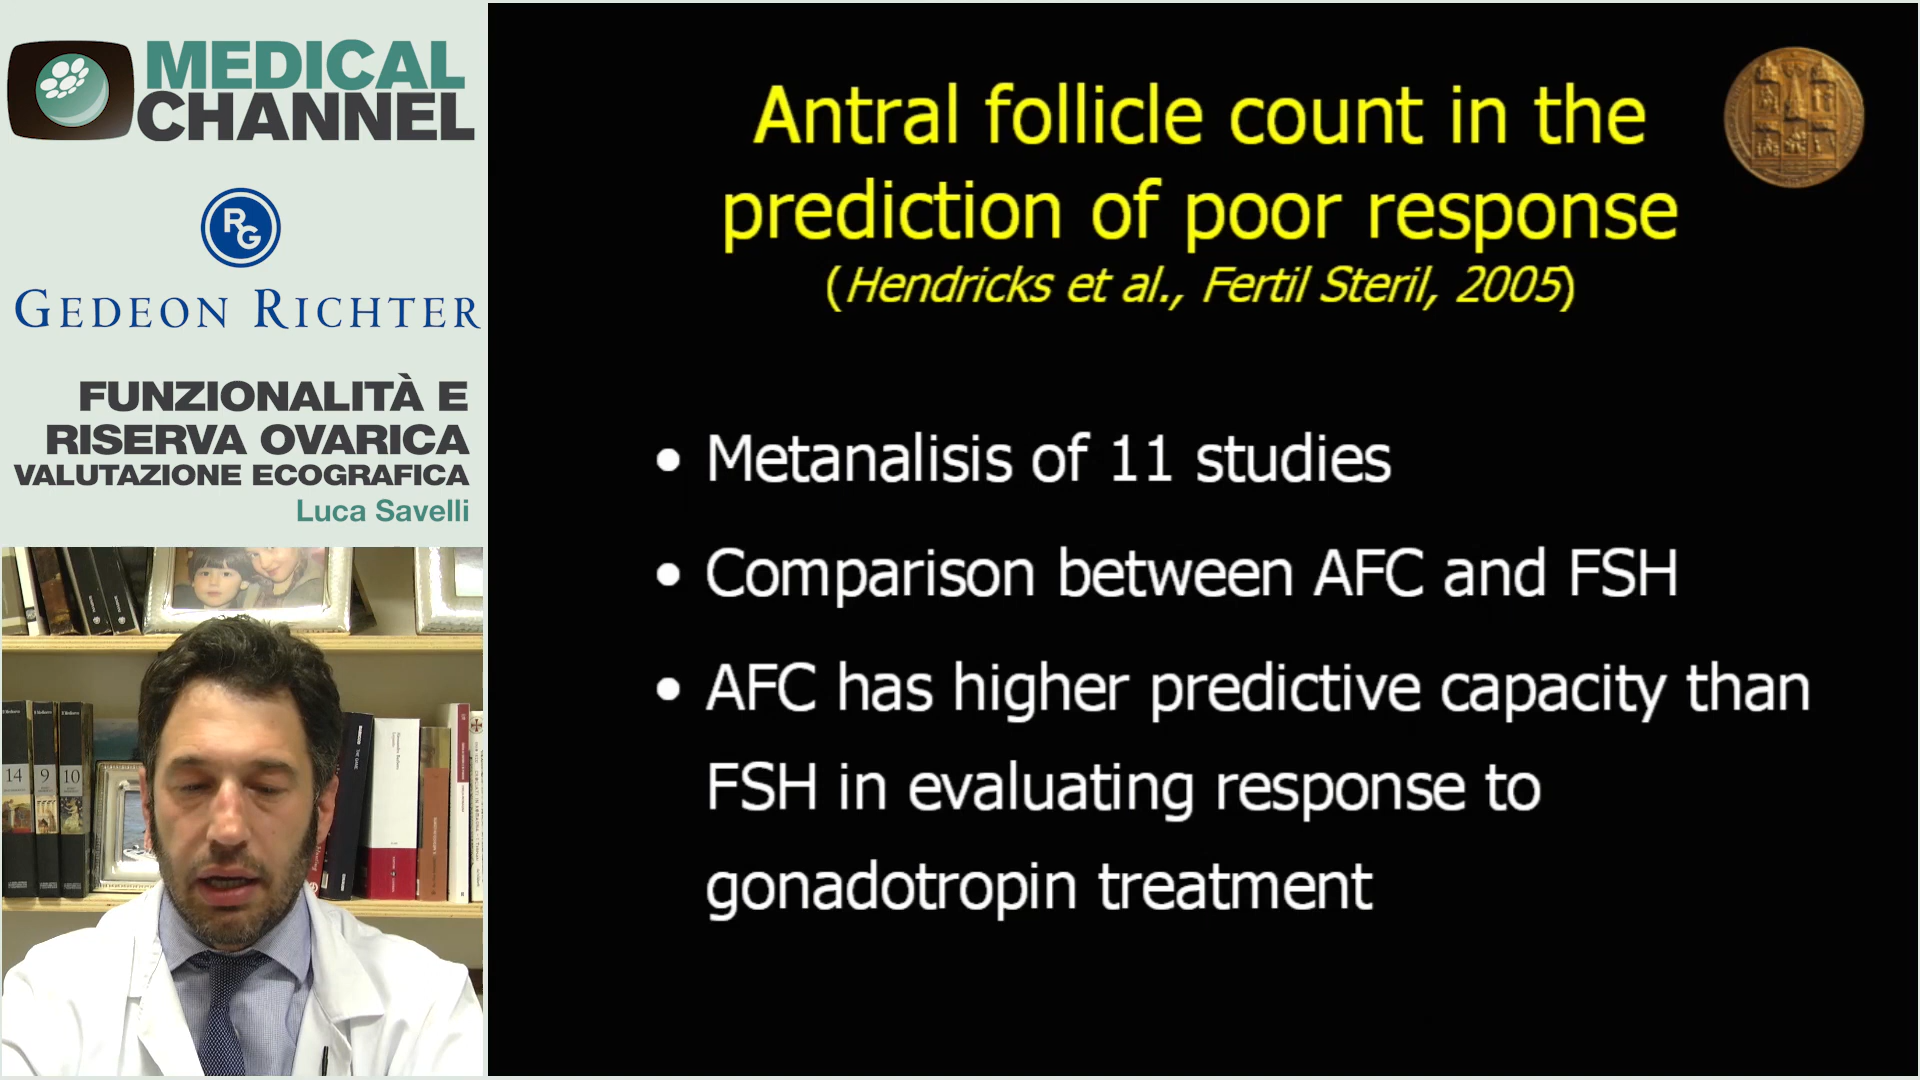 MEDICAL
CHANNEL
RG
GEDEON RICHTER
FUNZIONALITÀ E
RISERVA OVARICA
VALUTAZIONE ECOGRAFICA
Luca Savelli
14 9 10
Antral follicle count in the
prediction of poor response
(Hendricks et al., Fertil Steril, 2005)
• Metanalisis of 11 studies
• Comparison between AFC and FSH
• AFC has higher predictive capacity than
FSH in evaluating response to
gonadotropin treatment